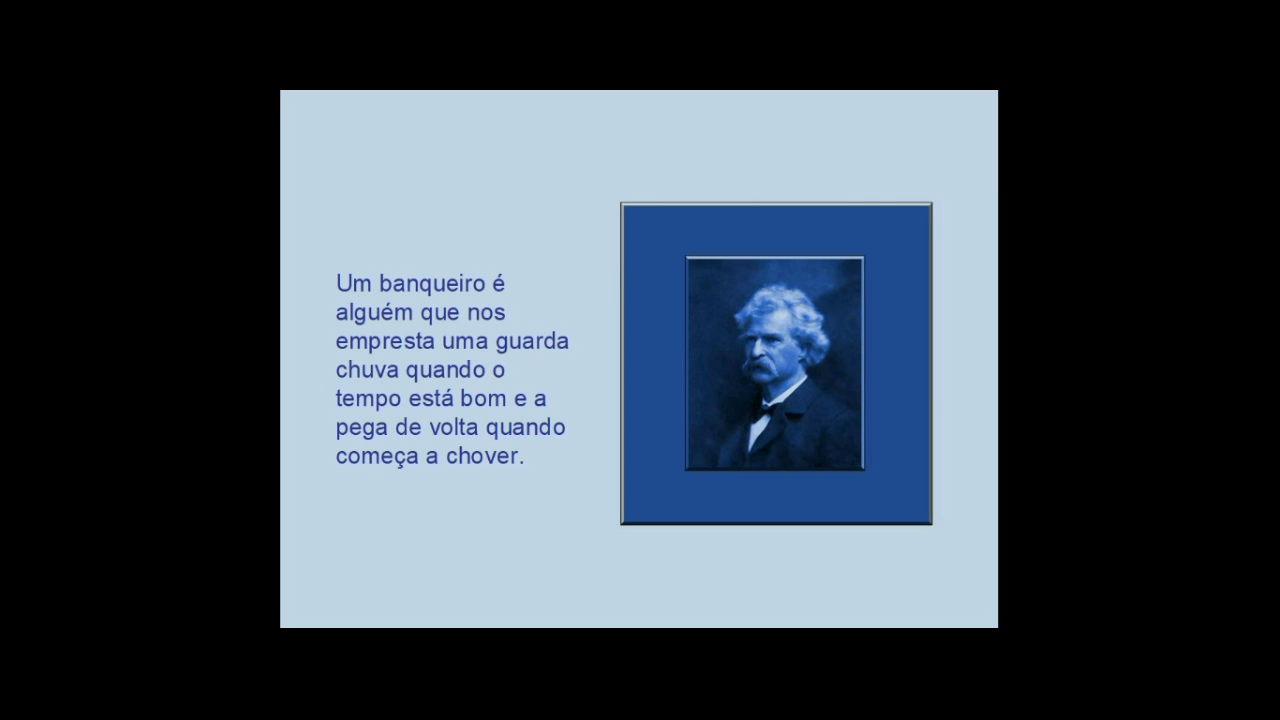 Um banqueiro é
alguém que nos
empresta uma guarda
chuva quando o
tempo está bom e a
pega de volta quando
começa a chover.